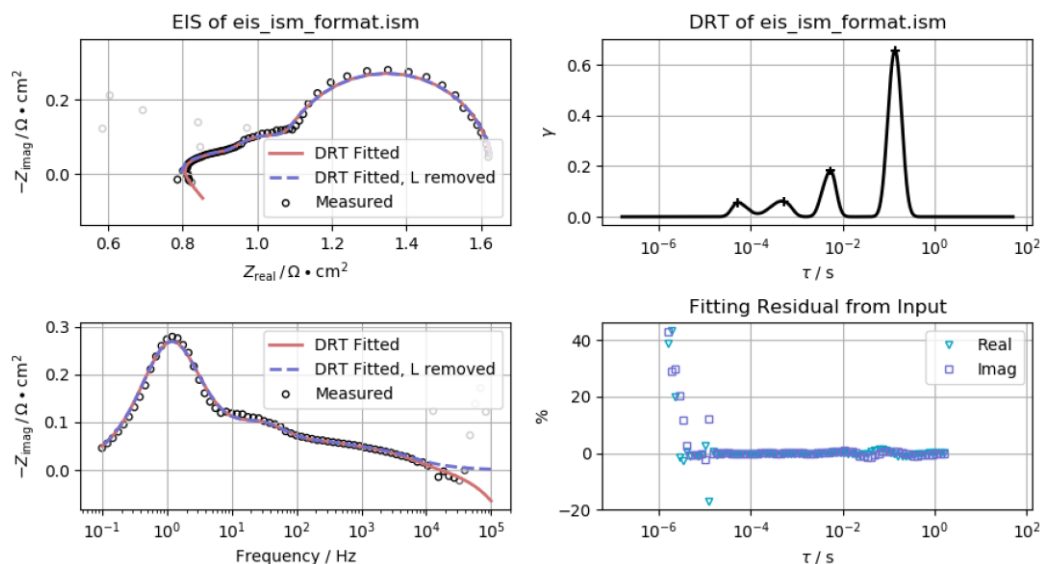 EIS of eis_ism_format.ism
−Z_imag / Ω • cm²
0.2
0.0
0.6 0.8 1.0 1.2 1.4 1.6
Z_real / Ω • cm²
DRT Fitted
DRT Fitted, L removed
Measured
DRT of eis_ism_format.ism
γ
0.6
0.4
0.2
0.0
10⁻⁶ 10⁻⁴ 10⁻² 10⁰ 10²
τ / s
−Z_imag / Ω • cm²
0.3
0.2
0.1
0.0
10⁻¹ 10⁰ 10¹ 10² 10³ 10⁴ 10⁵
Frequency / Hz
DRT Fitted
DRT Fitted, L removed
Measured
Fitting Residual from Input
%
40
20
0
−20
10⁻⁶ 10⁻⁴ 10⁻² 10⁰ 10²
τ / s
Real
Imag